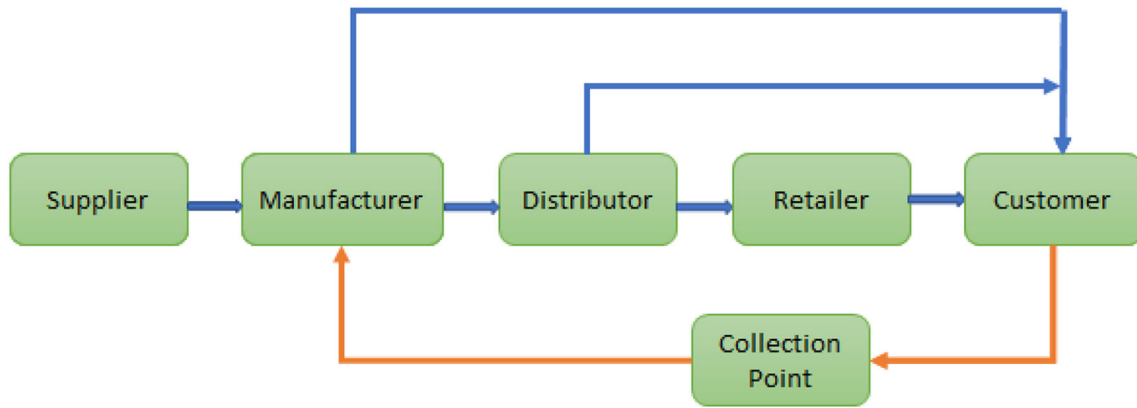 Supplier
Manufacturer
Distributor
Retailer
Customer
Collection
Point